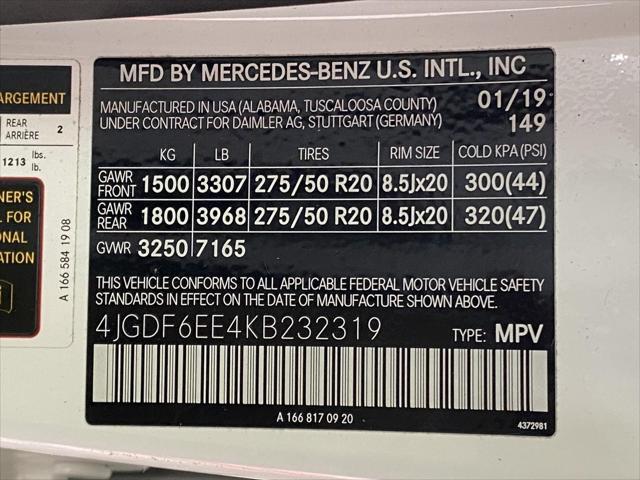 MFD BY MERCEDES-BENZ U.S. INTL., INC
MANUFACTURED IN USA (ALABAMA, TUSCALOOSA COUNTY) 01/19
UNDER CONTRACT FOR DAIMLER AG, STUTTGART (GERMANY) 149
KG LB TIRES RIM SIZE COLD KPA (PSI)
GAWR FRONT 1500 3307 275/50 R20 8.5Jx20 300(44)
GAWR REAR 1800 3968 275/50 R20 8.5Jx20 320(47)
GVWR 3250 7165
THIS VEHICLE CONFORMS TO ALL APPLICABLE FEDERAL MOTOR VEHICLE SAFETY
STANDARDS IN EFFECT ON THE DATE OF MANUFACTURE SHOWN ABOVE.
4JGDF6EE4KB232319 TYPE: MPV
A 166 817 09 20
4372981
ARGEMENT
REAR 2
ARRIÈRE
1213 lbs.
lb.
NER'S
L FOR
ONAL
ATION
A 166 584 19 08